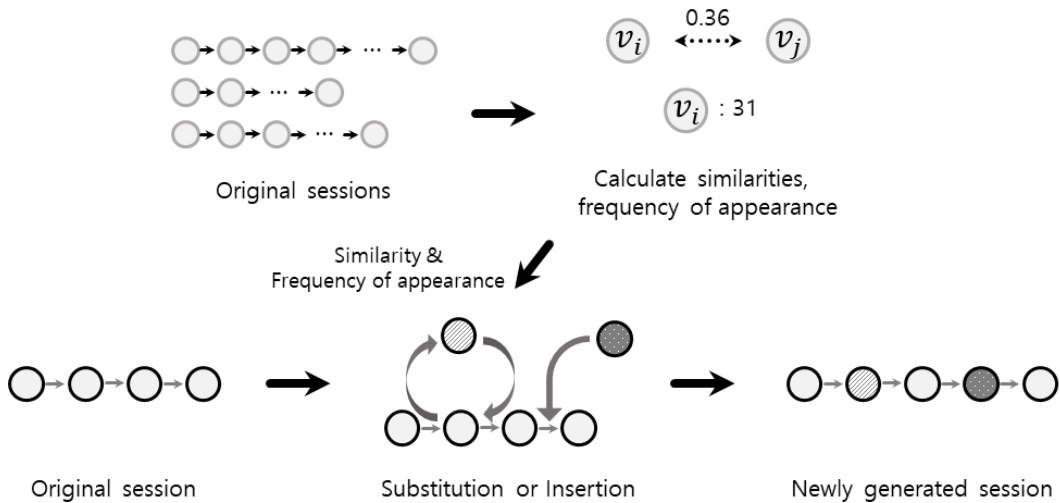 0.36
v_i
v_j
...
...
...
v_i : 31
Original sessions
Calculate similarities,
frequency of appearance
Similarity &
Frequency of appearance
Original session
Substitution or Insertion
Newly generated session